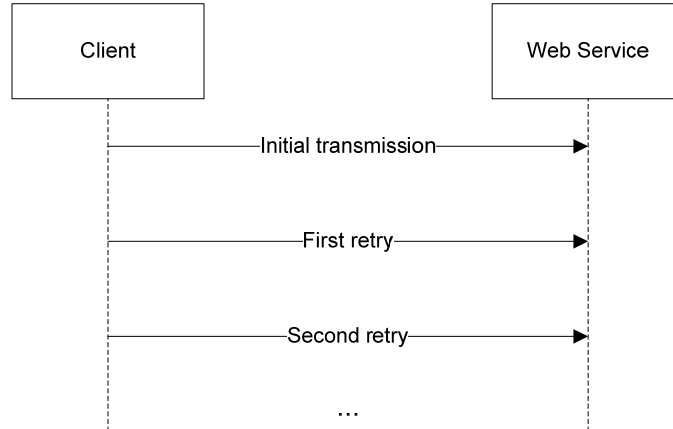 Client
Web Service
Initial transmission
First retry
Second retry
...